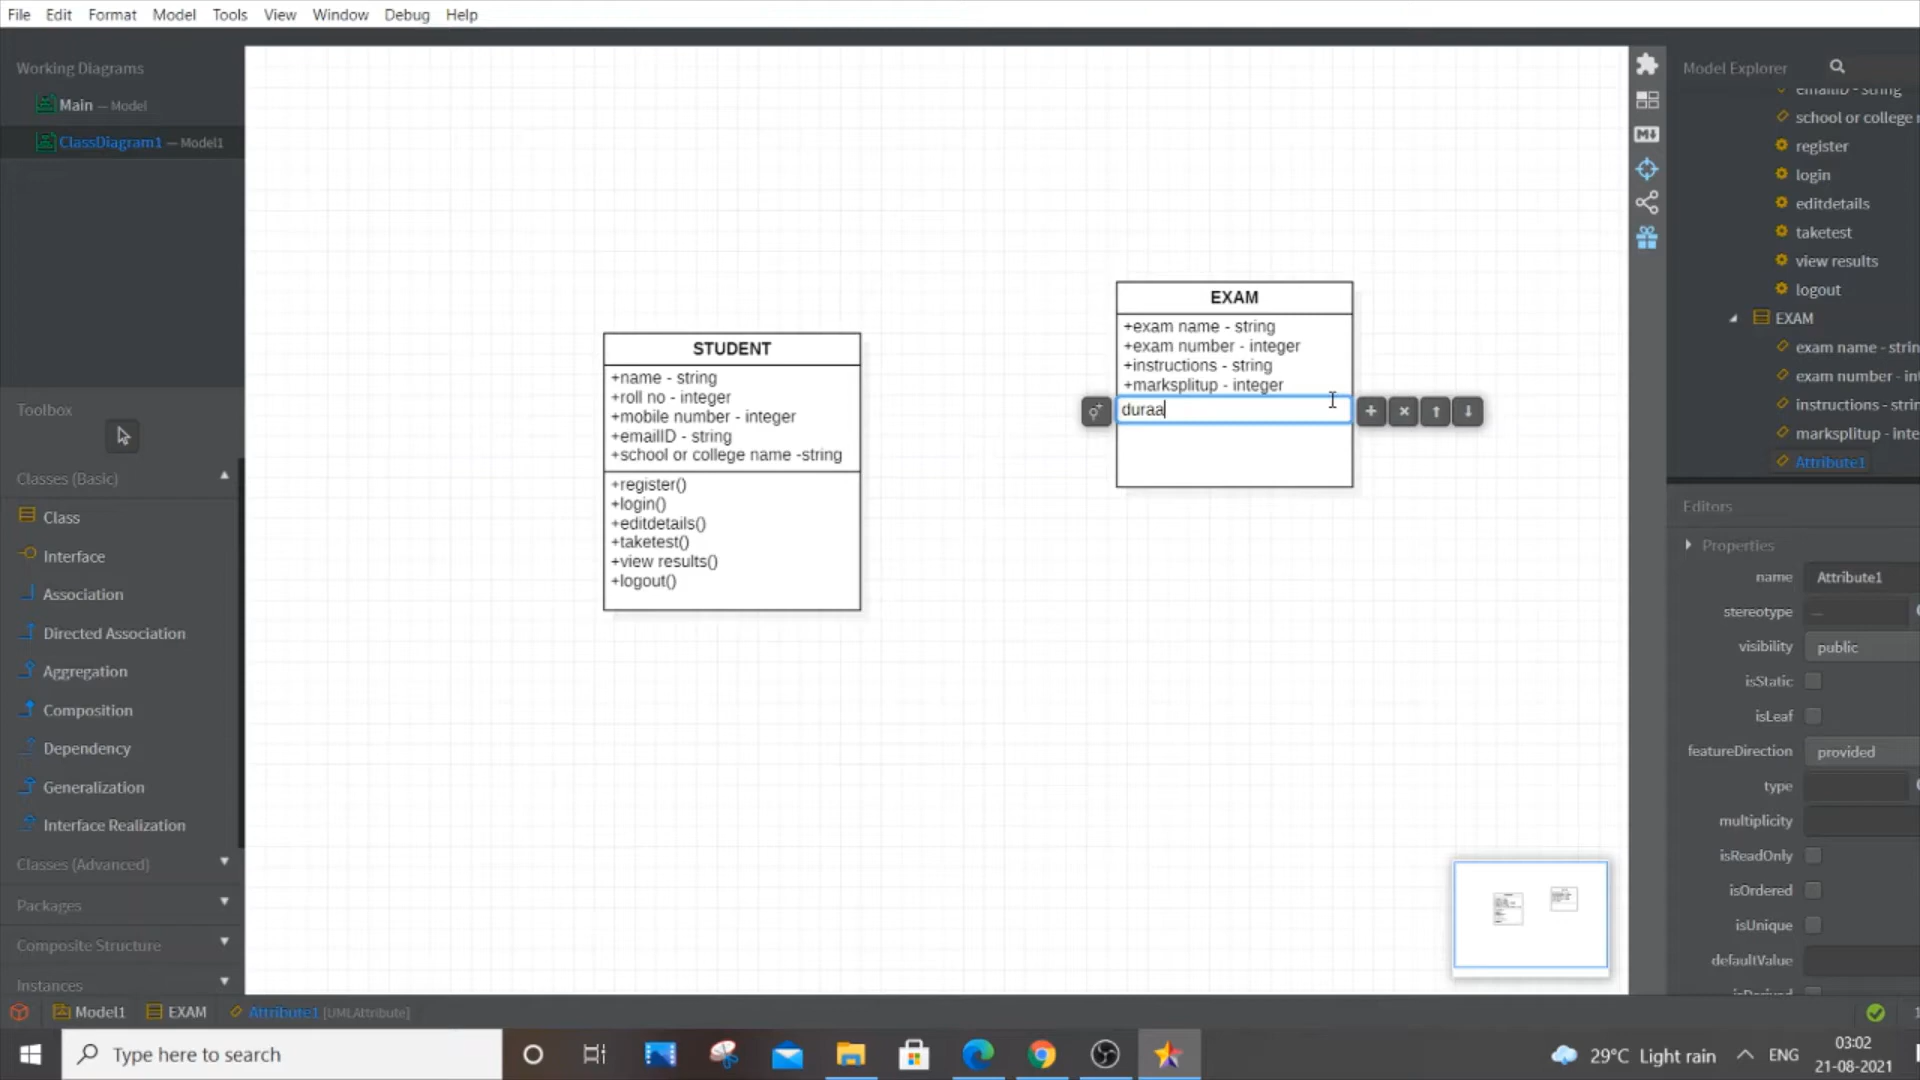 File Edit Format Model Tools View Window Debug Help
Working Diagrams
Main — Model
ClassDiagram1 — Model1
Toolbox
Classes (Basic)
Class
Interface
Association
Directed Association
Aggregation
Composition
Dependency
Generalization
Interface Realization
Classes (Advanced)
Packages
Composite Structure
Instances
STUDENT
+name - string
+roll no - integer
+mobile number - integer
+emailID - string
+school or college name -string
+register()
+login()
+editdetails()
+taketest()
+view results()
+logout()
EXAM
+exam name - string
+exam number - integer
+instructions - string
+marksplitup - integer
duraa
Model Explorer
emailID - string
school or college
register
login
editdetails
taketest
view results
logout
EXAM
exam name - strin
exam number - int
instructions - strin
marksplitup - inte
Attribute1
Editors
Properties
name Attribute1
stereotype —
visibility public
isStatic
isLeaf
featureDirection provided
type
multiplicity
isReadOnly
isOrdered
isUnique
defaultValue
isDerived
Model1 EXAM Attribute1 [UMLAttribute]
Type here to search
29°C Light rain ENG
03:02
21-08-2021